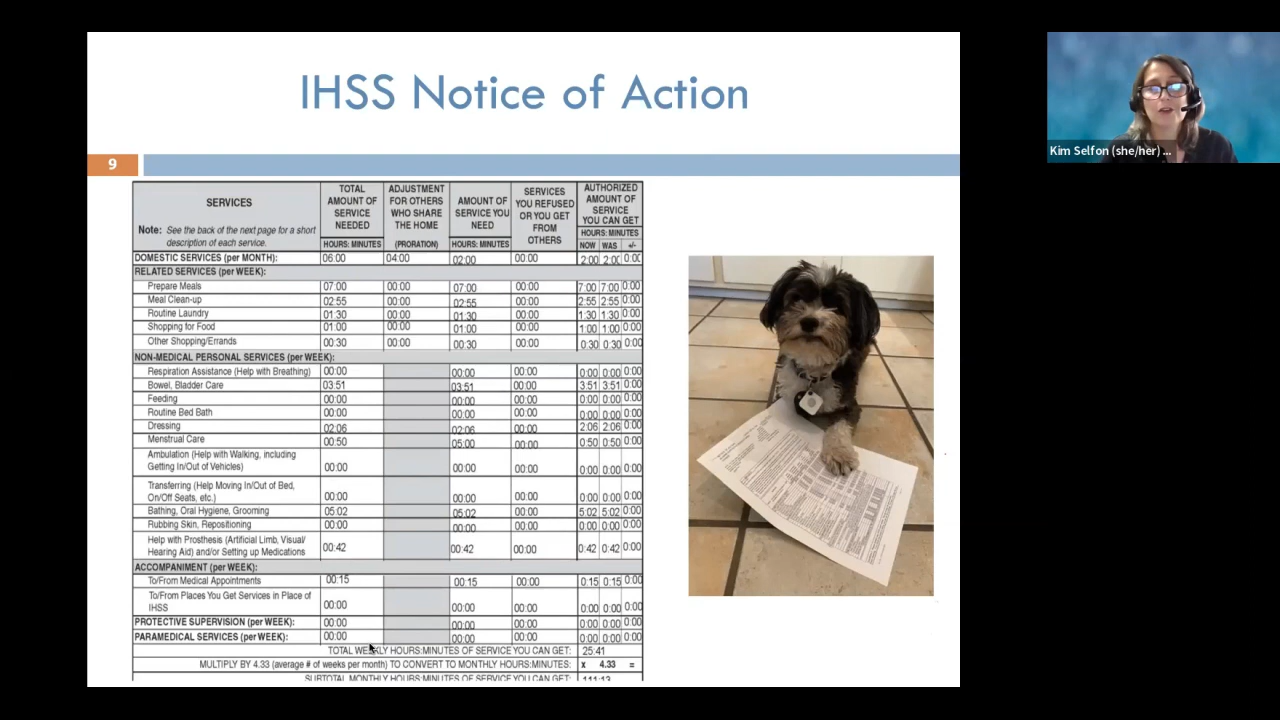 IHSS Notice of Action
9
Kim Selfon (she/her) ...
SERVICES
Note: See the back of the next page for a short description of each service.
TOTAL AMOUNT OF SERVICE NEEDED
HOURS: MINUTES
ADJUSTMENT FOR OTHERS WHO SHARE THE HOME
(PRORATION)
AMOUNT OF SERVICE YOU NEED
HOURS: MINUTES
SERVICES YOU REFUSED OR YOU GET FROM OTHERS
AUTHORIZED AMOUNT OF SERVICE YOU CAN GET
HOURS: MINUTES
NOW WAS +/-
DOMESTIC SERVICES (per MONTH): 06:00 04:00 02:00 00:00 2:00 2:00 0:00
RELATED SERVICES (per WEEK):
Prepare Meals 07:00 00:00 07:00 00:00 7:00 7:00 0:00
Meal Clean-up 02:55 00:00 02:55 00:00 2:55 2:55 0:00
Routine Laundry 01:30 00:00 01:30 00:00 1:30 1:30 0:00
Shopping for Food 01:00 00:00 01:00 00:00 1:00 1:00 0:00
Other Shopping/Errands 00:30 00:00 00:30 00:00 0:30 0:30 0:00
NON-MEDICAL PERSONAL SERVICES (per WEEK):
Respiration Assistance (Help with Breathing) 00:00 00:00 00:00 0:00 0:00 0:00
Bowel, Bladder Care 03:51 03:51 00:00 3:51 3:51 0:00
Feeding 00:00 00:00 00:00 0:00 0:00 0:00
Routine Bed Bath 00:00 00:00 00:00 0:00 0:00 0:00
Dressing 02:06 02:06 00:00 2:06 2:06 0:00
Menstrual Care 00:50 05:00 00:00 0:50 0:50 0:00
Ambulation (Help with Walking, including
Getting In/Out of Vehicles) 00:00 00:00 00:00 0:00 0:00 0:00
Transferring (Help Moving In/Out of Bed,
On/Off Seats, etc.) 00:00 00:00 00:00 0:00 0:00 0:00
Bathing, Oral Hygiene, Grooming 05:02 05:02 00:00 5:02 5:02 0:00
Rubbing Skin, Repositioning 00:00 00:00 00:00 0:00 0:00 0:00
Help with Prosthesis (Artificial Limb, Visual/
Hearing Aid) and/or Setting up Medications 00:42 00:42 00:00 0:42 0:42 0:00
ACCOMPANIMENT (per WEEK):
To/From Medical Appointments 00:15 00:15 00:00 0:15 0:15 0:00
To/From Places You Get Services in Place of
IHSS 00:00 00:00 00:00 0:00 0:00 0:00
PROTECTIVE SUPERVISION (per WEEK): 00:00 00:00 00:00 0:00 0:00 0:00
PARAMEDICAL SERVICES (per WEEK): 00:00 00:00 00:00 0:00 0:00 0:00
TOTAL WEEKLY HOURS:MINUTES OF SERVICE YOU CAN GET: 25:41
MULTIPLY BY 4.33 (average # of weeks per month) TO CONVERT TO MONTHLY HOURS:MINUTES: x 4.33 =
SUBTOTAL MONTHLY HOURS:MINUTES OF SERVICE YOU CAN GET: 111:13